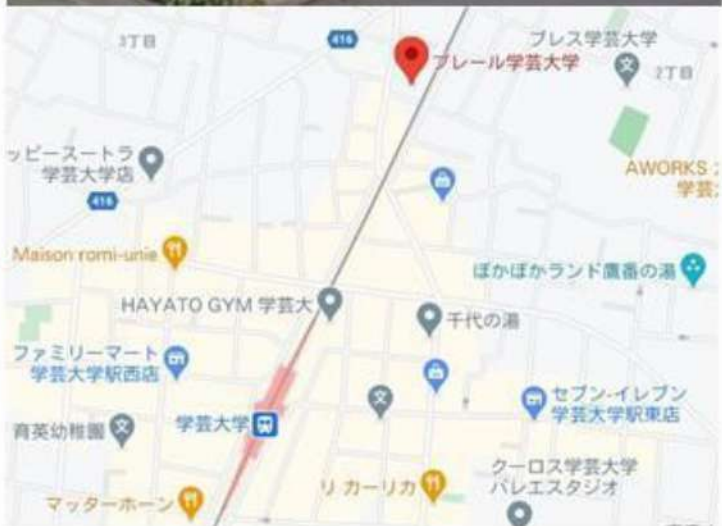 3丁目
416
ブレス学芸大学
ブレール学芸大学
2丁目
ッピースートラ
学芸大学店
416
AWORKS
学芸
Maison romi-unie
ぽかぽかランド鷹番の湯
HAYATO GYM 学芸大
千代の湯
ファミリーマート
学芸大学駅西店
セブン-イレブン
学芸大学駅東店
学芸大学
育英幼稚園
文
クーロス学芸大学
バレエスタジオ
リ カーリカ
マッターホーン